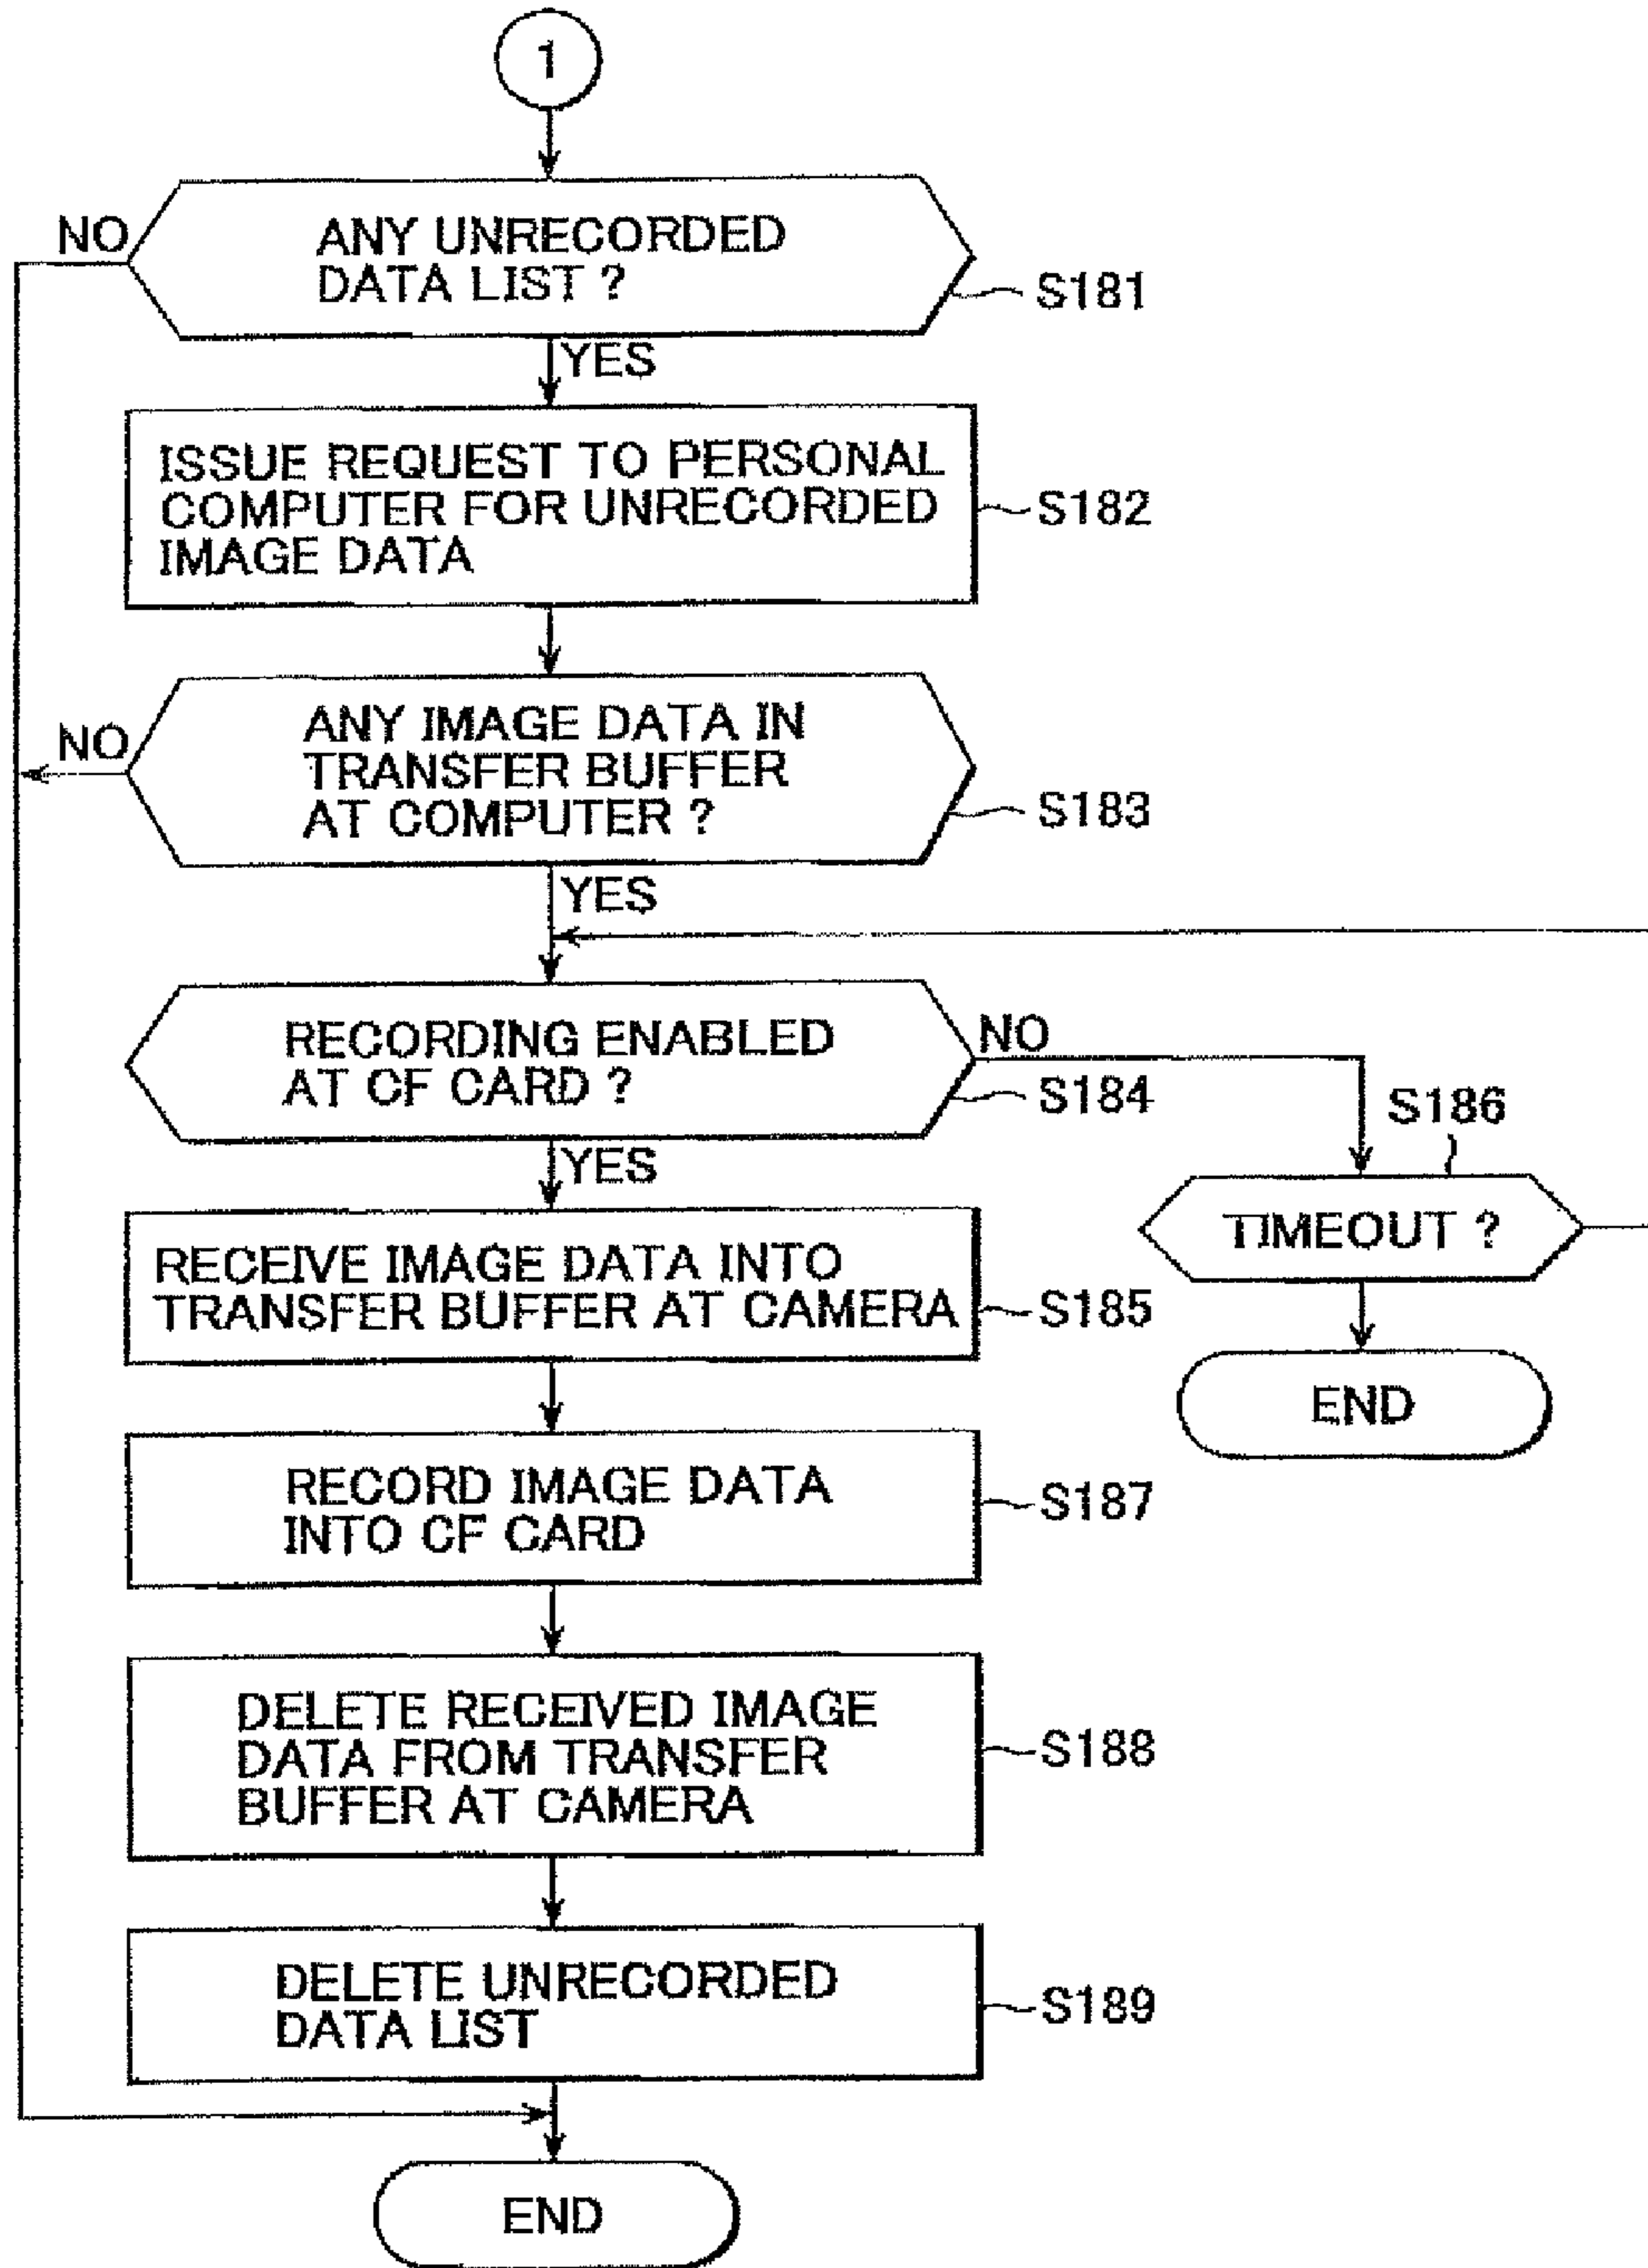 1
ANY UNRECORDED
DATA LIST ?
NO
S181
YES
ISSUE REQUEST TO PERSONAL
COMPUTER FOR UNRECORDED
IMAGE DATA
S182
ANY IMAGE DATA IN
TRANSFER BUFFER
AT COMPUTER ?
NO
S183
YES
RECORDING ENABLED
AT CF CARD ?
NO
S184
S186
YES
TIMEOUT ?
RECEIVE IMAGE DATA INTO
TRANSFER BUFFER AT CAMERA
S185
END
RECORD IMAGE DATA
INTO CF CARD
S187
DELETE RECEIVED IMAGE
DATA FROM TRANSFER
BUFFER AT CAMERA
S188
DELETE UNRECORDED
DATA LIST
S189
END